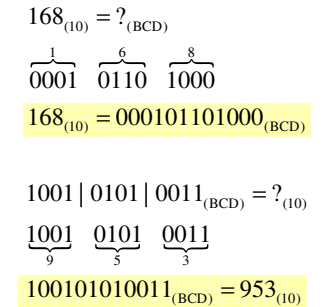 168₍₁₀₎ = ?₍BCD₎
1 6 8
0001 0110 1000
168₍₁₀₎ = 000101101000₍BCD₎
1001 | 0101 | 0011₍BCD₎ = ?₍₁₀₎
1001 0101 0011
9 5 3
100101010011₍BCD₎ = 953₍₁₀₎